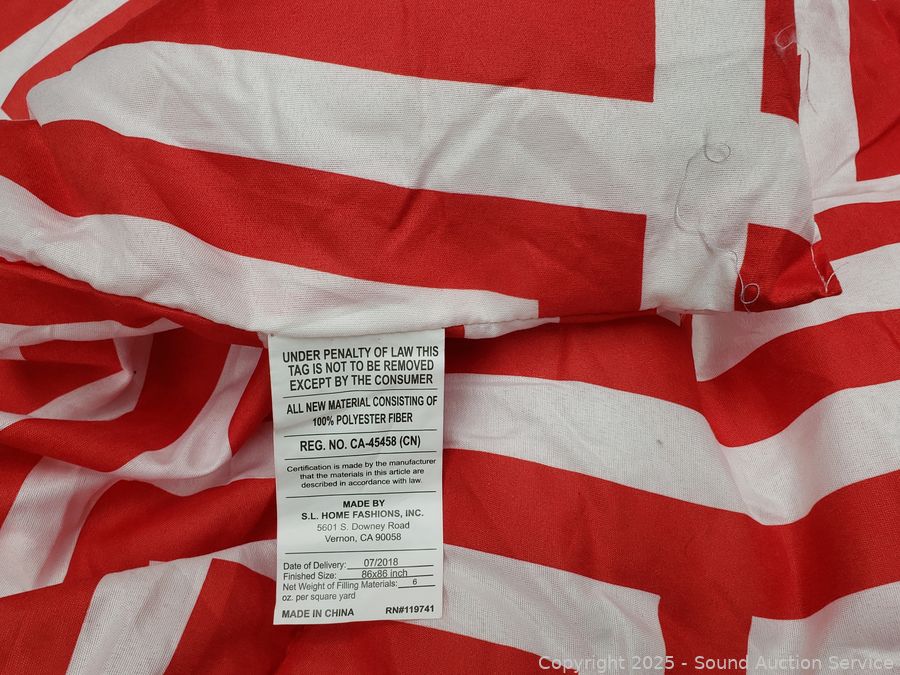 UNDER PENALTY OF LAW THIS
TAG IS NOT TO BE REMOVED
EXCEPT BY THE CONSUMER
ALL NEW MATERIAL CONSISTING OF
100% POLYESTER FIBER
REG. NO. CA-45458 (CN)
Certification is made by the manufacturer
that the materials in this article are
described in accordance with law.
MADE BY
S.L. HOME FASHIONS, INC.
5601 S. Downey Road
Vernon, CA 90058
Date of Delivery: 07/2018
Finished Size: 86x86 inch
Net Weight of Filling Materials: 6
oz. per square yard
MADE IN CHINA RN#119741
Copyright 2025 - Sound Auction Service